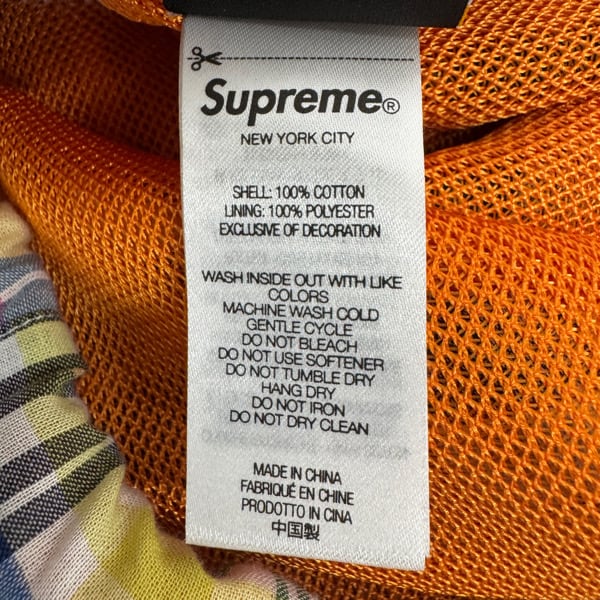 Supreme®
NEW YORK CITY
SHELL: 100% COTTON
LINING: 100% POLYESTER
EXCLUSIVE OF DECORATION
WASH INSIDE OUT WITH LIKE
COLORS
MACHINE WASH COLD
GENTLE CYCLE
DO NOT BLEACH
DO NOT USE SOFTENER
DO NOT TUMBLE DRY
HANG DRY
DO NOT IRON
DO NOT DRY CLEAN
MADE IN CHINA
FABRIQUÉ EN CHINE
PRODOTTO IN CINA
中国製